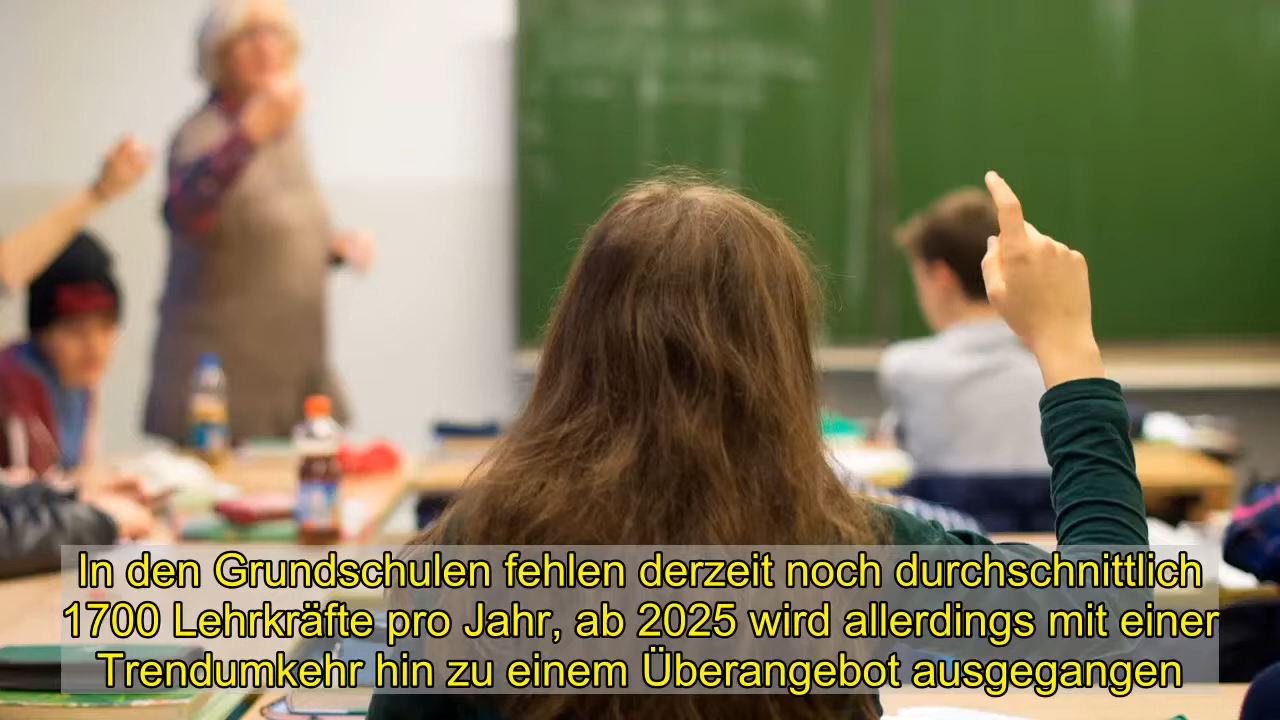 In den Grundschulen fehlen derzeit noch durchschnittlich
1700 Lehrkräfte pro Jahr, ab 2025 wird allerdings mit einer
Trendumkehr hin zu einem Überangebot ausgegangen